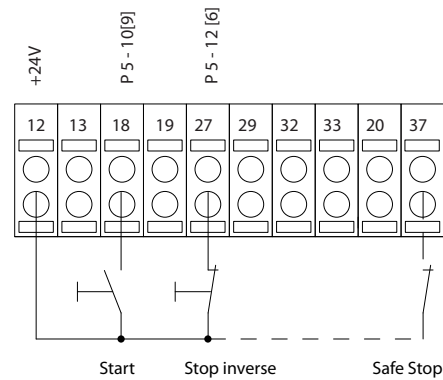 +24V
P 5 - 10[9]
P 5 - 12 [6]
12 13 18 19 27 29 32 33 20 37
Start Stop inverse Safe Stop